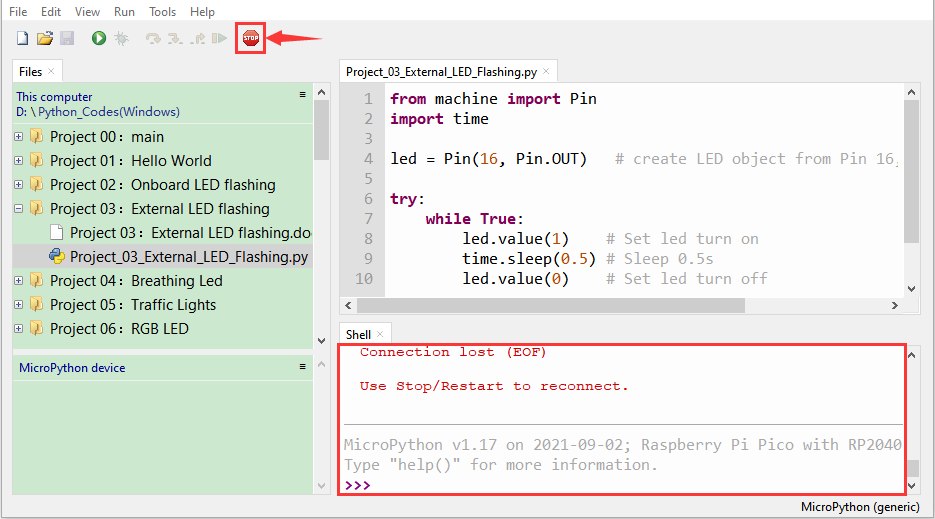 File Edit View Run Tools Help
STOP
Files
This computer
D: \ Python_Codes(Windows)
Project 00：main
Project 01：Hello World
Project 02：Onboard LED flashing
Project 03：External LED flashing
Project 03：External LED flashing.do
Project_03_External_LED_Flashing.py
Project 04：Breathing Led
Project 05：Traffic Lights
Project 06：RGB LED
MicroPython device
Project_03_External_LED_Flashing.py
1 from machine import Pin
2 import time
3
4 led = Pin(16, Pin.OUT) # create LED object from Pin 16,
5
6 try:
7 while True:
8 led.value(1) # Set led turn on
9 time.sleep(0.5) # Sleep 0.5s
10 led.value(0) # Set led turn off
Shell
Connection lost (EOF)
Use Stop/Restart to reconnect.
MicroPython v1.17 on 2021-09-02; Raspberry Pi Pico with RP2040
Type "help()" for more information.
>>>
MicroPython (generic)